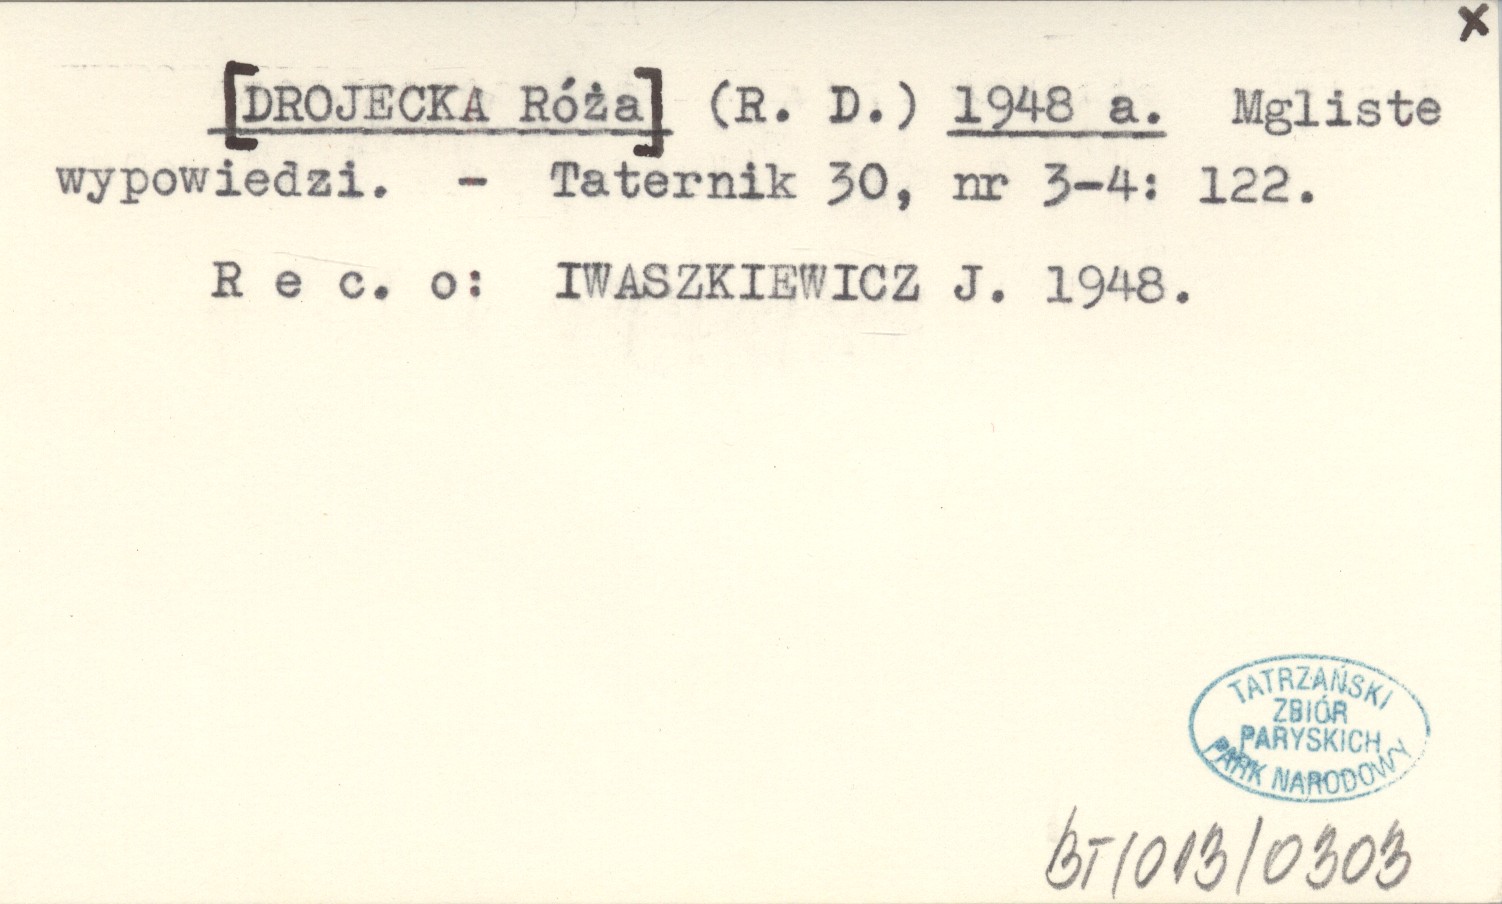 x
[DROJECKA Róża] (R. D.) 1948 a. Mgliste
wypowiedzi. - Taternik 30, nr 3-4: 122.
R e c. o: IWASZKIEWICZ J. 1948.
TATRZAŃSKI
ZBIÓR
PARYSKICH
PARK NARODOWY
BT/013/0303